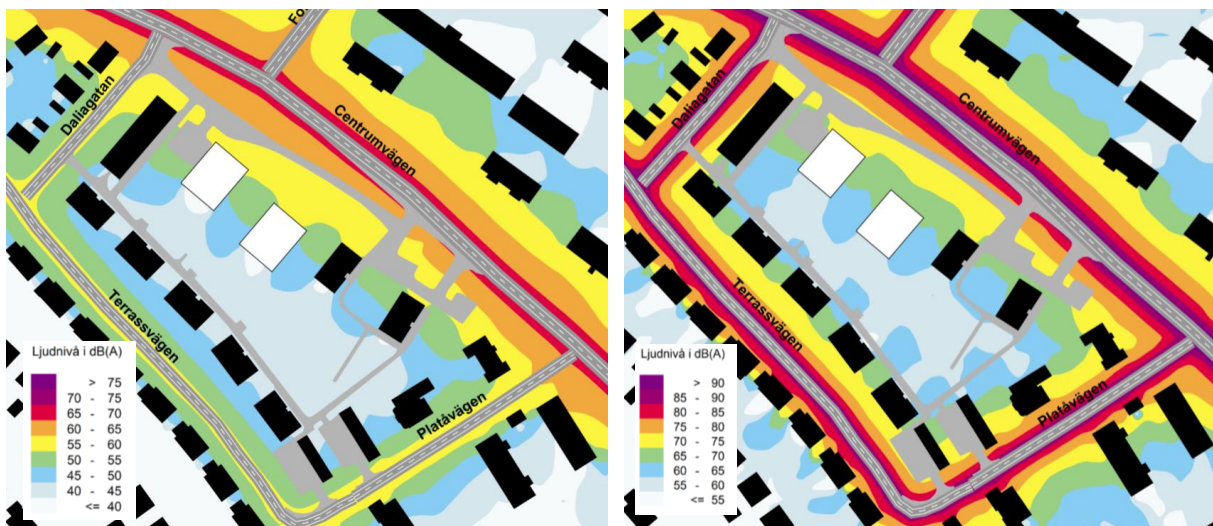 Fo
Daliagatan
Centrumvägen
Terrassvägen
Platåvägen
Ljudnivå i dB(A)
> 75
70 - 75
65 - 70
60 - 65
55 - 60
50 - 55
45 - 50
40 - 45
<= 40
Daliagatan
Centrumvägen
Terrassvägen
Platåvägen
Ljudnivå i dB(A)
> 90
85 - 90
80 - 85
75 - 80
70 - 75
65 - 70
60 - 65
55 - 60
<= 55